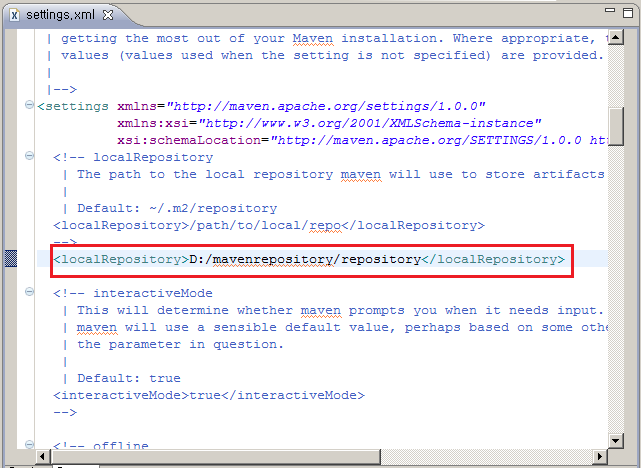 settings.xml
| getting the most out of your Maven installation. Where appropriate, t
| values (values used when the setting is not specified) are provided.
|
|-->
<settings xmlns="http://maven.apache.org/settings/1.0.0"
xmlns:xsi="http://www.w3.org/2001/XMLSchema-instance"
xsi:schemaLocation="http://maven.apache.org/SETTINGS/1.0.0 htt
<!-- localRepository
| The path to the local repository maven will use to store artifacts
|
| Default: ~/.m2/repository
<localRepository>/path/to/local/repo</localRepository>
-->
<localRepository>D:/mavenrepository/repository</localRepository>
<!-- interactiveMode
| This will determine whether maven prompts you when it needs input.
| maven will use a sensible default value, perhaps based on some othe
| the parameter in question.
|
| Default: true
<interactiveMode>true</interactiveMode>
-->
<!-- offline